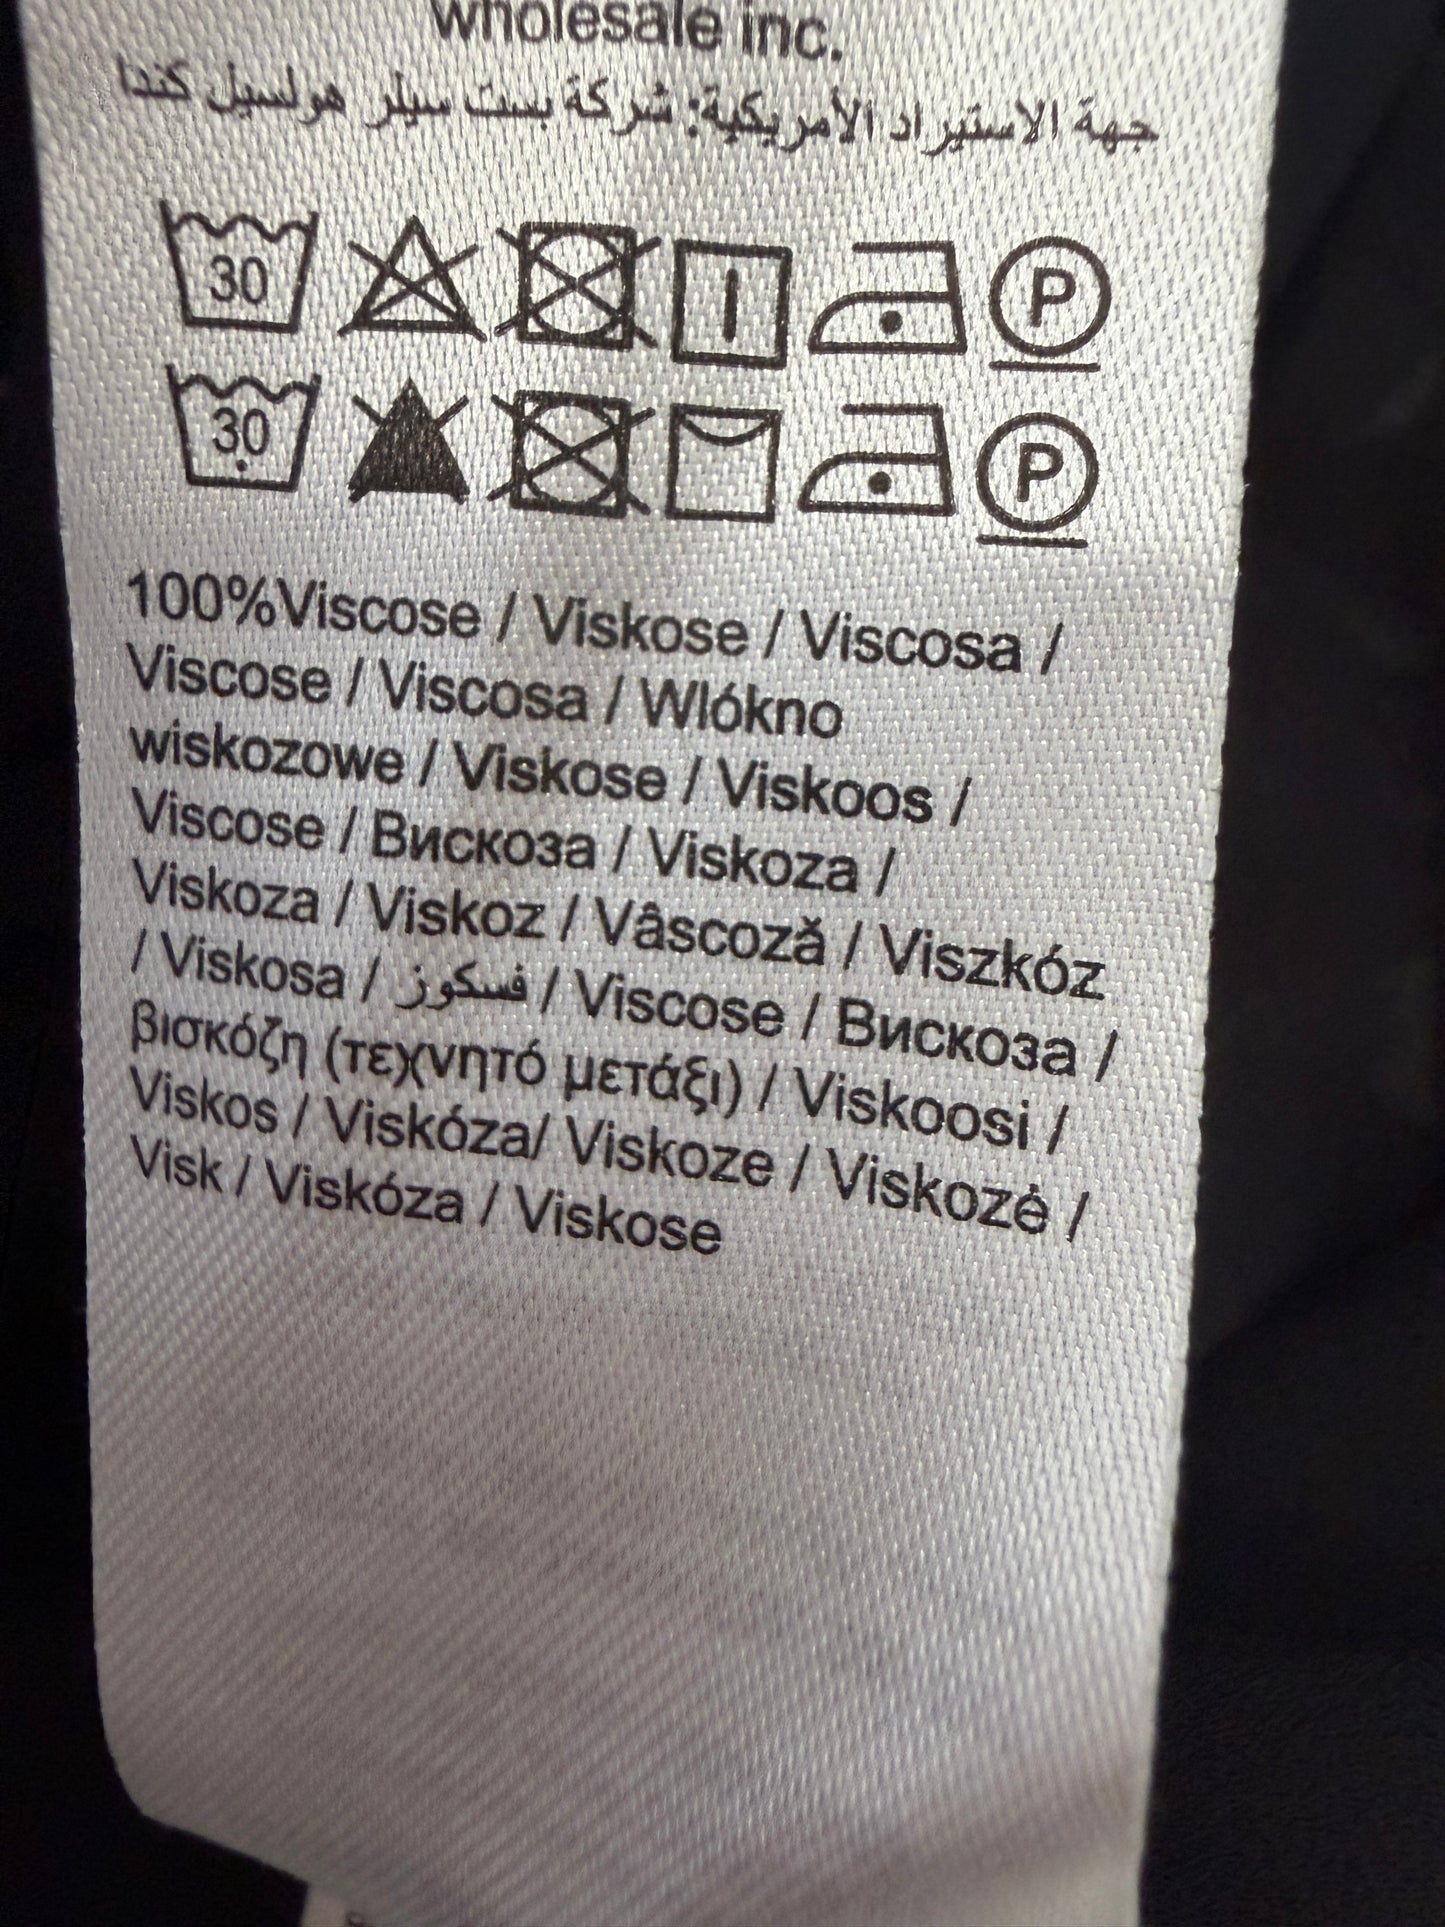 wholesale inc.
جهة الاستيراد الأمريكية: شركة بست سيلر هولسيل كندا
30
P
30
P
100%Viscose / Viskose / Viscosa /
Viscose / Viscosa / Wlókno
wiskozowe / Viskose / Viskoos /
Viscose / Вискоза / Viskoza /
Viskoza / Viskoz / Vâscoză / Viszkóz
/ Viskosa / فسكوز / Viscose / Вискоза /
βισκόζη (τεχνητό μετάξι) / Viskoosi /
Viskos / Viskóza/ Viskoze / Viskozė /
Visk / Viskóza / Viskose